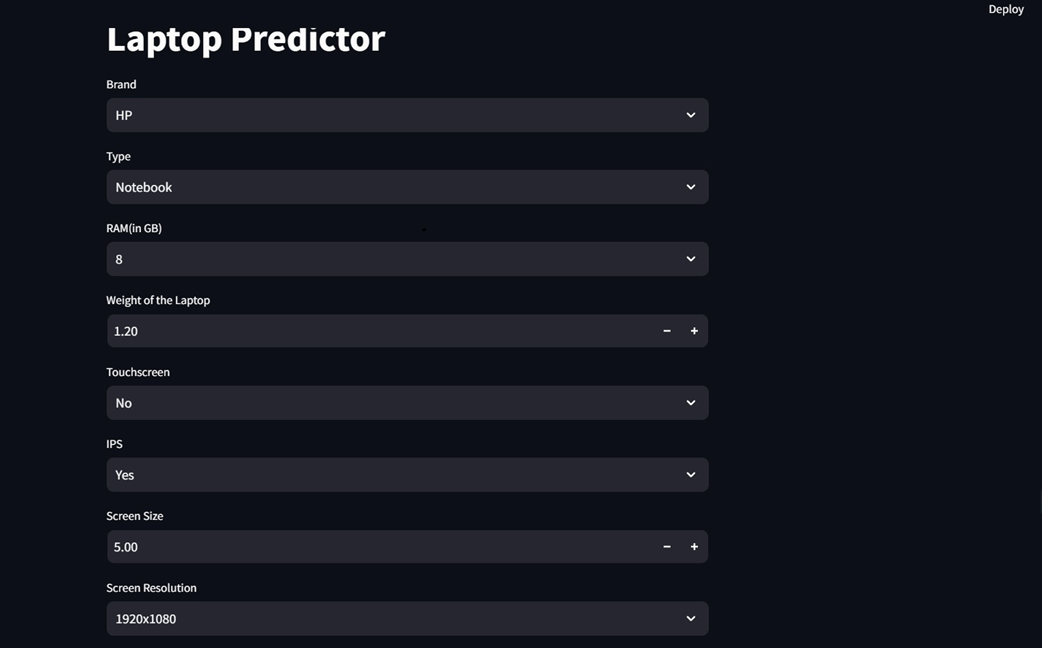 Deploy
Laptop Predictor
Brand
HP
Type
Notebook
RAM(in GB)
8
Weight of the Laptop
1.20
Touchscreen
No
IPS
Yes
Screen Size
5.00
Screen Resolution
1920x1080